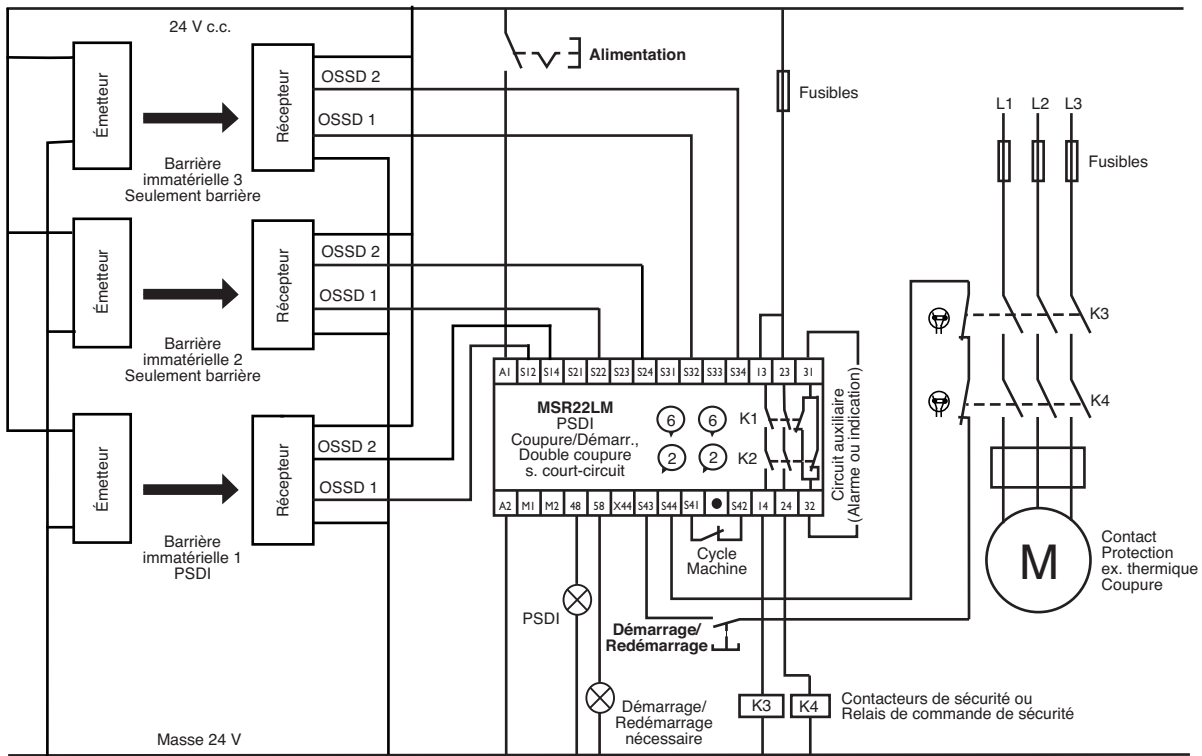 24 V c.c.
Émetteur
Récepteur
OSSD 2
OSSD 1
Barrière
immatérielle 3
Seulement barrière
Émetteur
Récepteur
OSSD 2
OSSD 1
Barrière
immatérielle 2
Seulement barrière
Émetteur
Récepteur
OSSD 2
OSSD 1
Barrière
immatérielle 1
PSDI
Masse 24 V
Alimentation
Fusibles
L1 L2 L3
Fusibles
K3
K4
A1 S12 S14 S21 S22 S23 S24 S31 S32 S33 S34 13 23 31
MSR22LM
PSDI
Coupure/Démarr.,
Double coupure
s. court-circuit
6 6
2 2
K1
K2
Circuit auxiliaire
(Alarme ou indication)
A2 M1 M2 48 58 X44 S43 S44 S41 S42 14 24 32
Cycle
Machine
PSDI
Démarrage/
Redémarrage
Démarrage/
Redémarrage
nécessaire
K3 K4
Contacteurs de sécurité ou
Relais de commande de sécurité
M
Contact
Protection
ex. thermique
Coupure